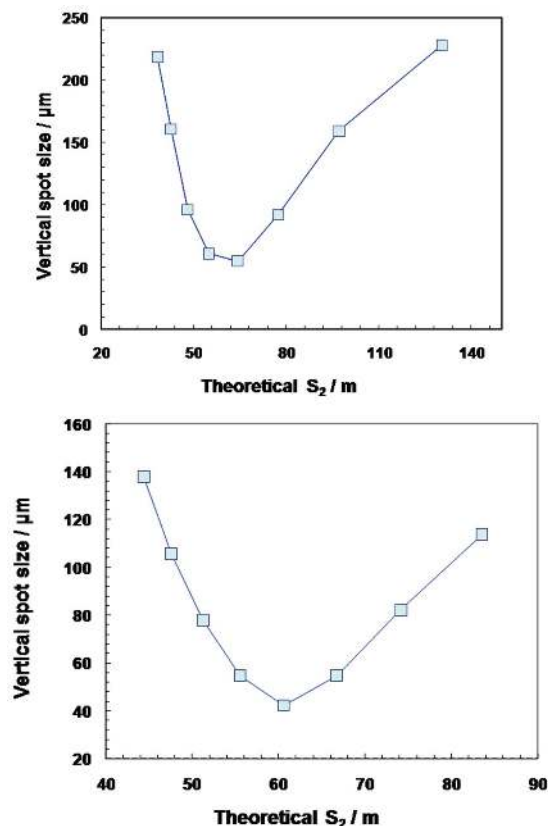 250
200
150
100
50
0
Vertical spot size / µm
20 50 80 110 140
Theoretical S₂ / m
160
140
120
100
80
60
40
20
Vertical spot size / µm
40 50 60 70 80 90
Theoretical S₂ / m